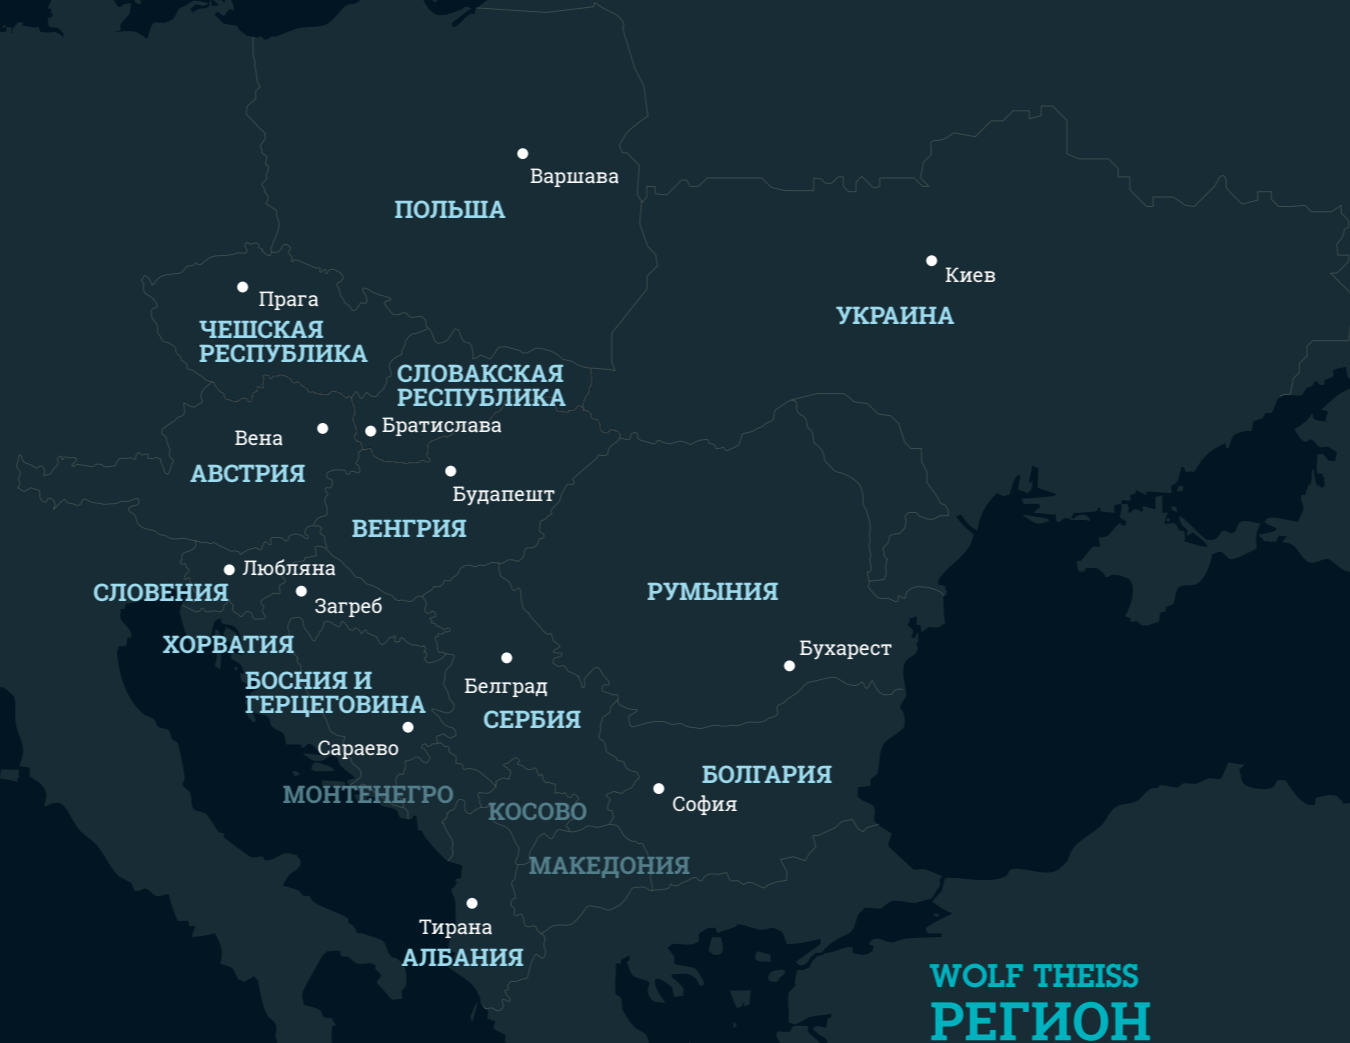 Варшава
ПОЛЬША
Киев
Прага
УКРАИНА
ЧЕШСКАЯ
РЕСПУБЛИКА
СЛОВАКСКАЯ
РЕСПУБЛИКА
Братислава
Вена
АВСТРИЯ
Будапешт
ВЕНГРИЯ
Любляна
СЛОВЕНИЯ
Загреб
РУМЫНИЯ
ХОРВАТИЯ
Бухарест
БОСНИЯ И
ГЕРЦЕГОВИНА
Белград
СЕРБИЯ
Сараево
БОЛГАРИЯ
МОНТЕНЕГРО
София
КОСОВО
МАКЕДОНИЯ
Тирана
АЛБАНИЯ
WOLF THEISS
РЕГИОН